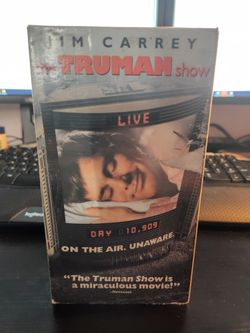 JIM CARREY
THE TRUMAN show
LIVE
DAY 10,909
ON THE AIR. UNAWARE.
"The Truman Show is
a miraculous movie!"
logitech